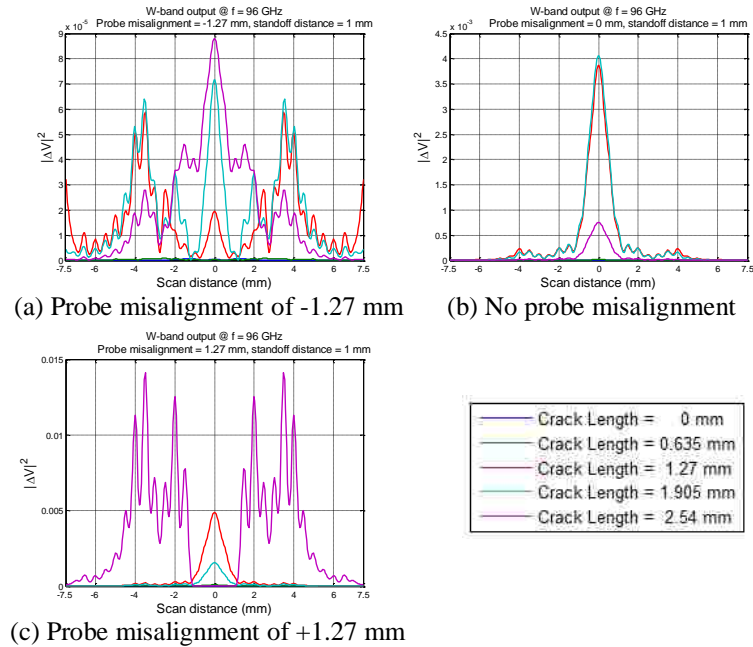 W-band output @ f = 96 GHz
Probe misalignment = -1.27 mm, standoff distance = 1 mm
9 x 10-5
8
7
6
5
4
3
2
1
0
|ΔV|2
-7.5 -6 -4 -2 0 2 4 6 7.5
Scan distance (mm)
(a) Probe misalignment of -1.27 mm
W-band output @ f = 96 GHz
Probe misalignment = 0 mm, standoff distance = 1 mm
4.5 x 10-3
4
3.5
3
2.5
2
1.5
1
0.5
0
|ΔV|2
-7.5 -6 -4 -2 0 2 4 6 7.5
Scan distance (mm)
(b) No probe misalignment
W-band output @ f = 96 GHz
Probe misalignment = 1.27 mm, standoff distance = 1 mm
0.015
0.01
0.005
0
|ΔV|2
-7.5 -6 -4 -2 0 2 4 6 7.5
Scan distance (mm)
(c) Probe misalignment of +1.27 mm
Crack Length = 0 mm
Crack Length = 0.635 mm
Crack Length = 1.27 mm
Crack Length = 1.905 mm
Crack Length = 2.54 mm